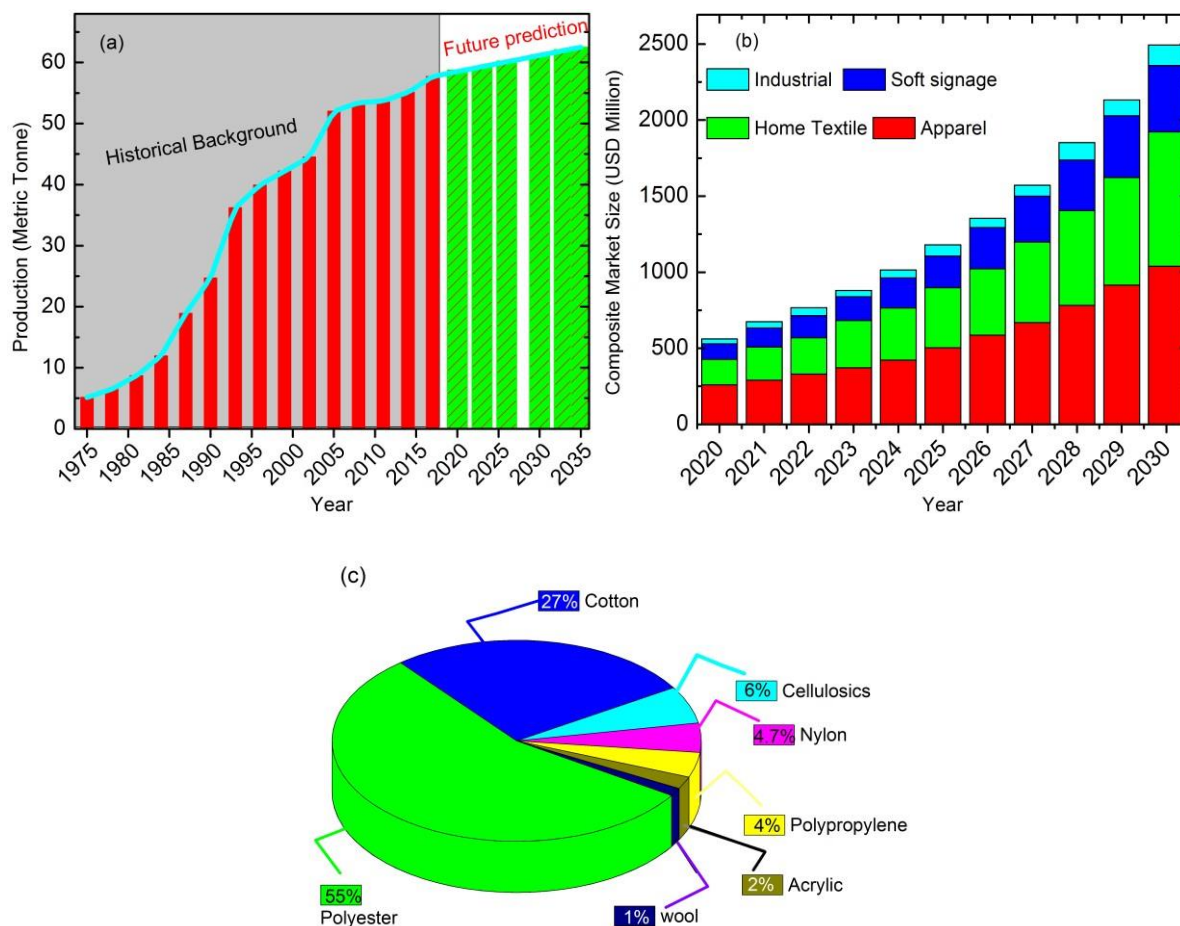 (a)
Future prediction
Historical Background
Production (Metric Tonne)
60
50
40
30
20
10
0
1975
1980
1985
1990
1995
2000
2005
2010
2015
2020
2025
2030
2035
Year
(b)
Industrial
Soft signage
Home Textile
Apparel
Composite Market Size (USD Million)
2500
2000
1500
1000
500
0
2020
2021
2022
2023
2024
2025
2026
2027
2028
2029
2030
Year
(c)
27% Cotton
6% Cellulosics
4.7% Nylon
4% Polypropylene
2% Acrylic
1% wool
55%
Polyester